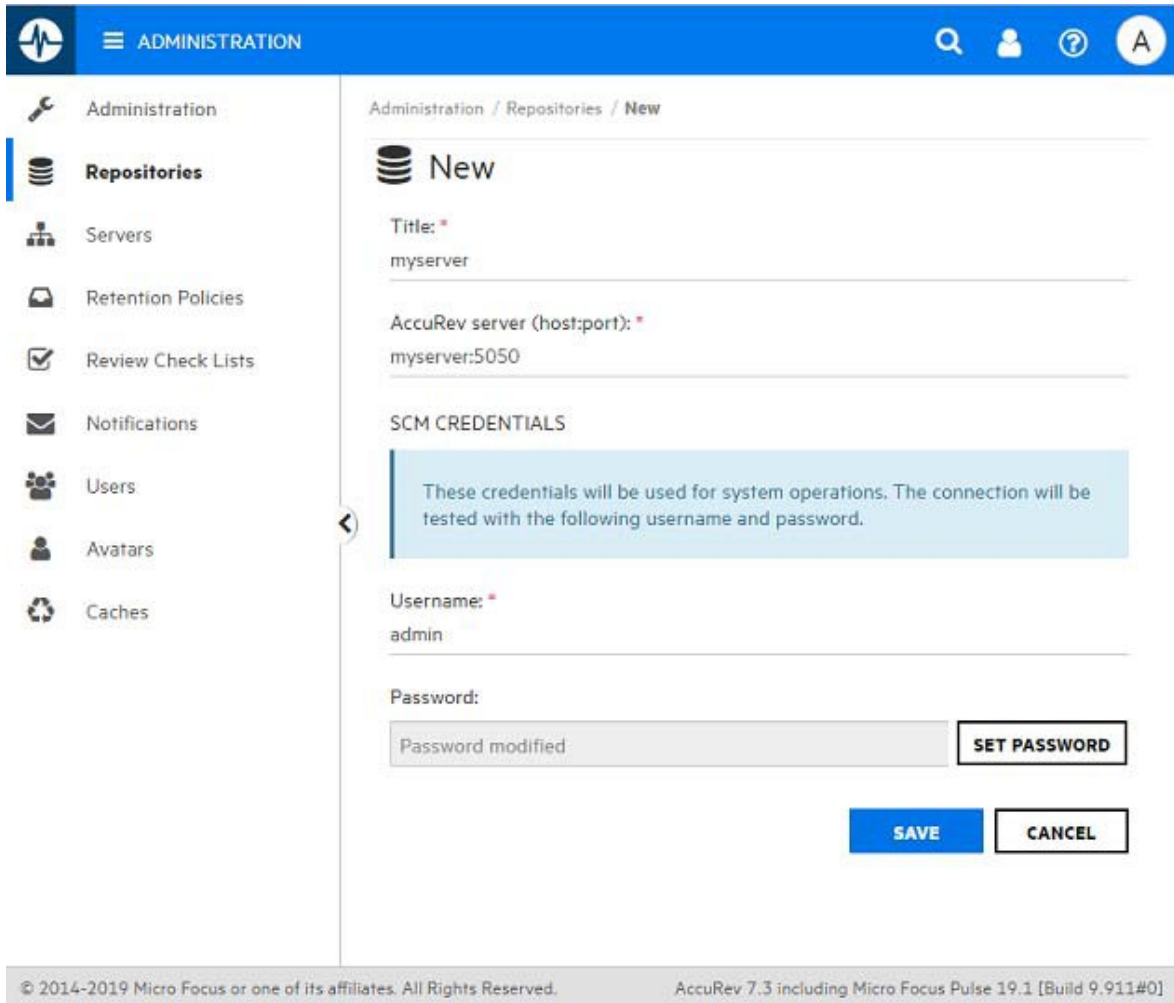 ADMINISTRATION
A
Administration
Repositories
Servers
Retention Policies
Review Check Lists
Notifications
Users
Avatars
Caches
Administration / Repositories / New
New
Title: *
myserver
AccuRev server (host:port): *
myserver:5050
SCM CREDENTIALS
These credentials will be used for system operations. The connection will be
tested with the following username and password.
Username: *
admin
Password:
Password modified
SET PASSWORD
SAVE
CANCEL
© 2014-2019 Micro Focus or one of its affiliates. All Rights Reserved.
AccuRev 7.3 including Micro Focus Pulse 19.1 [Build 9.911#0]